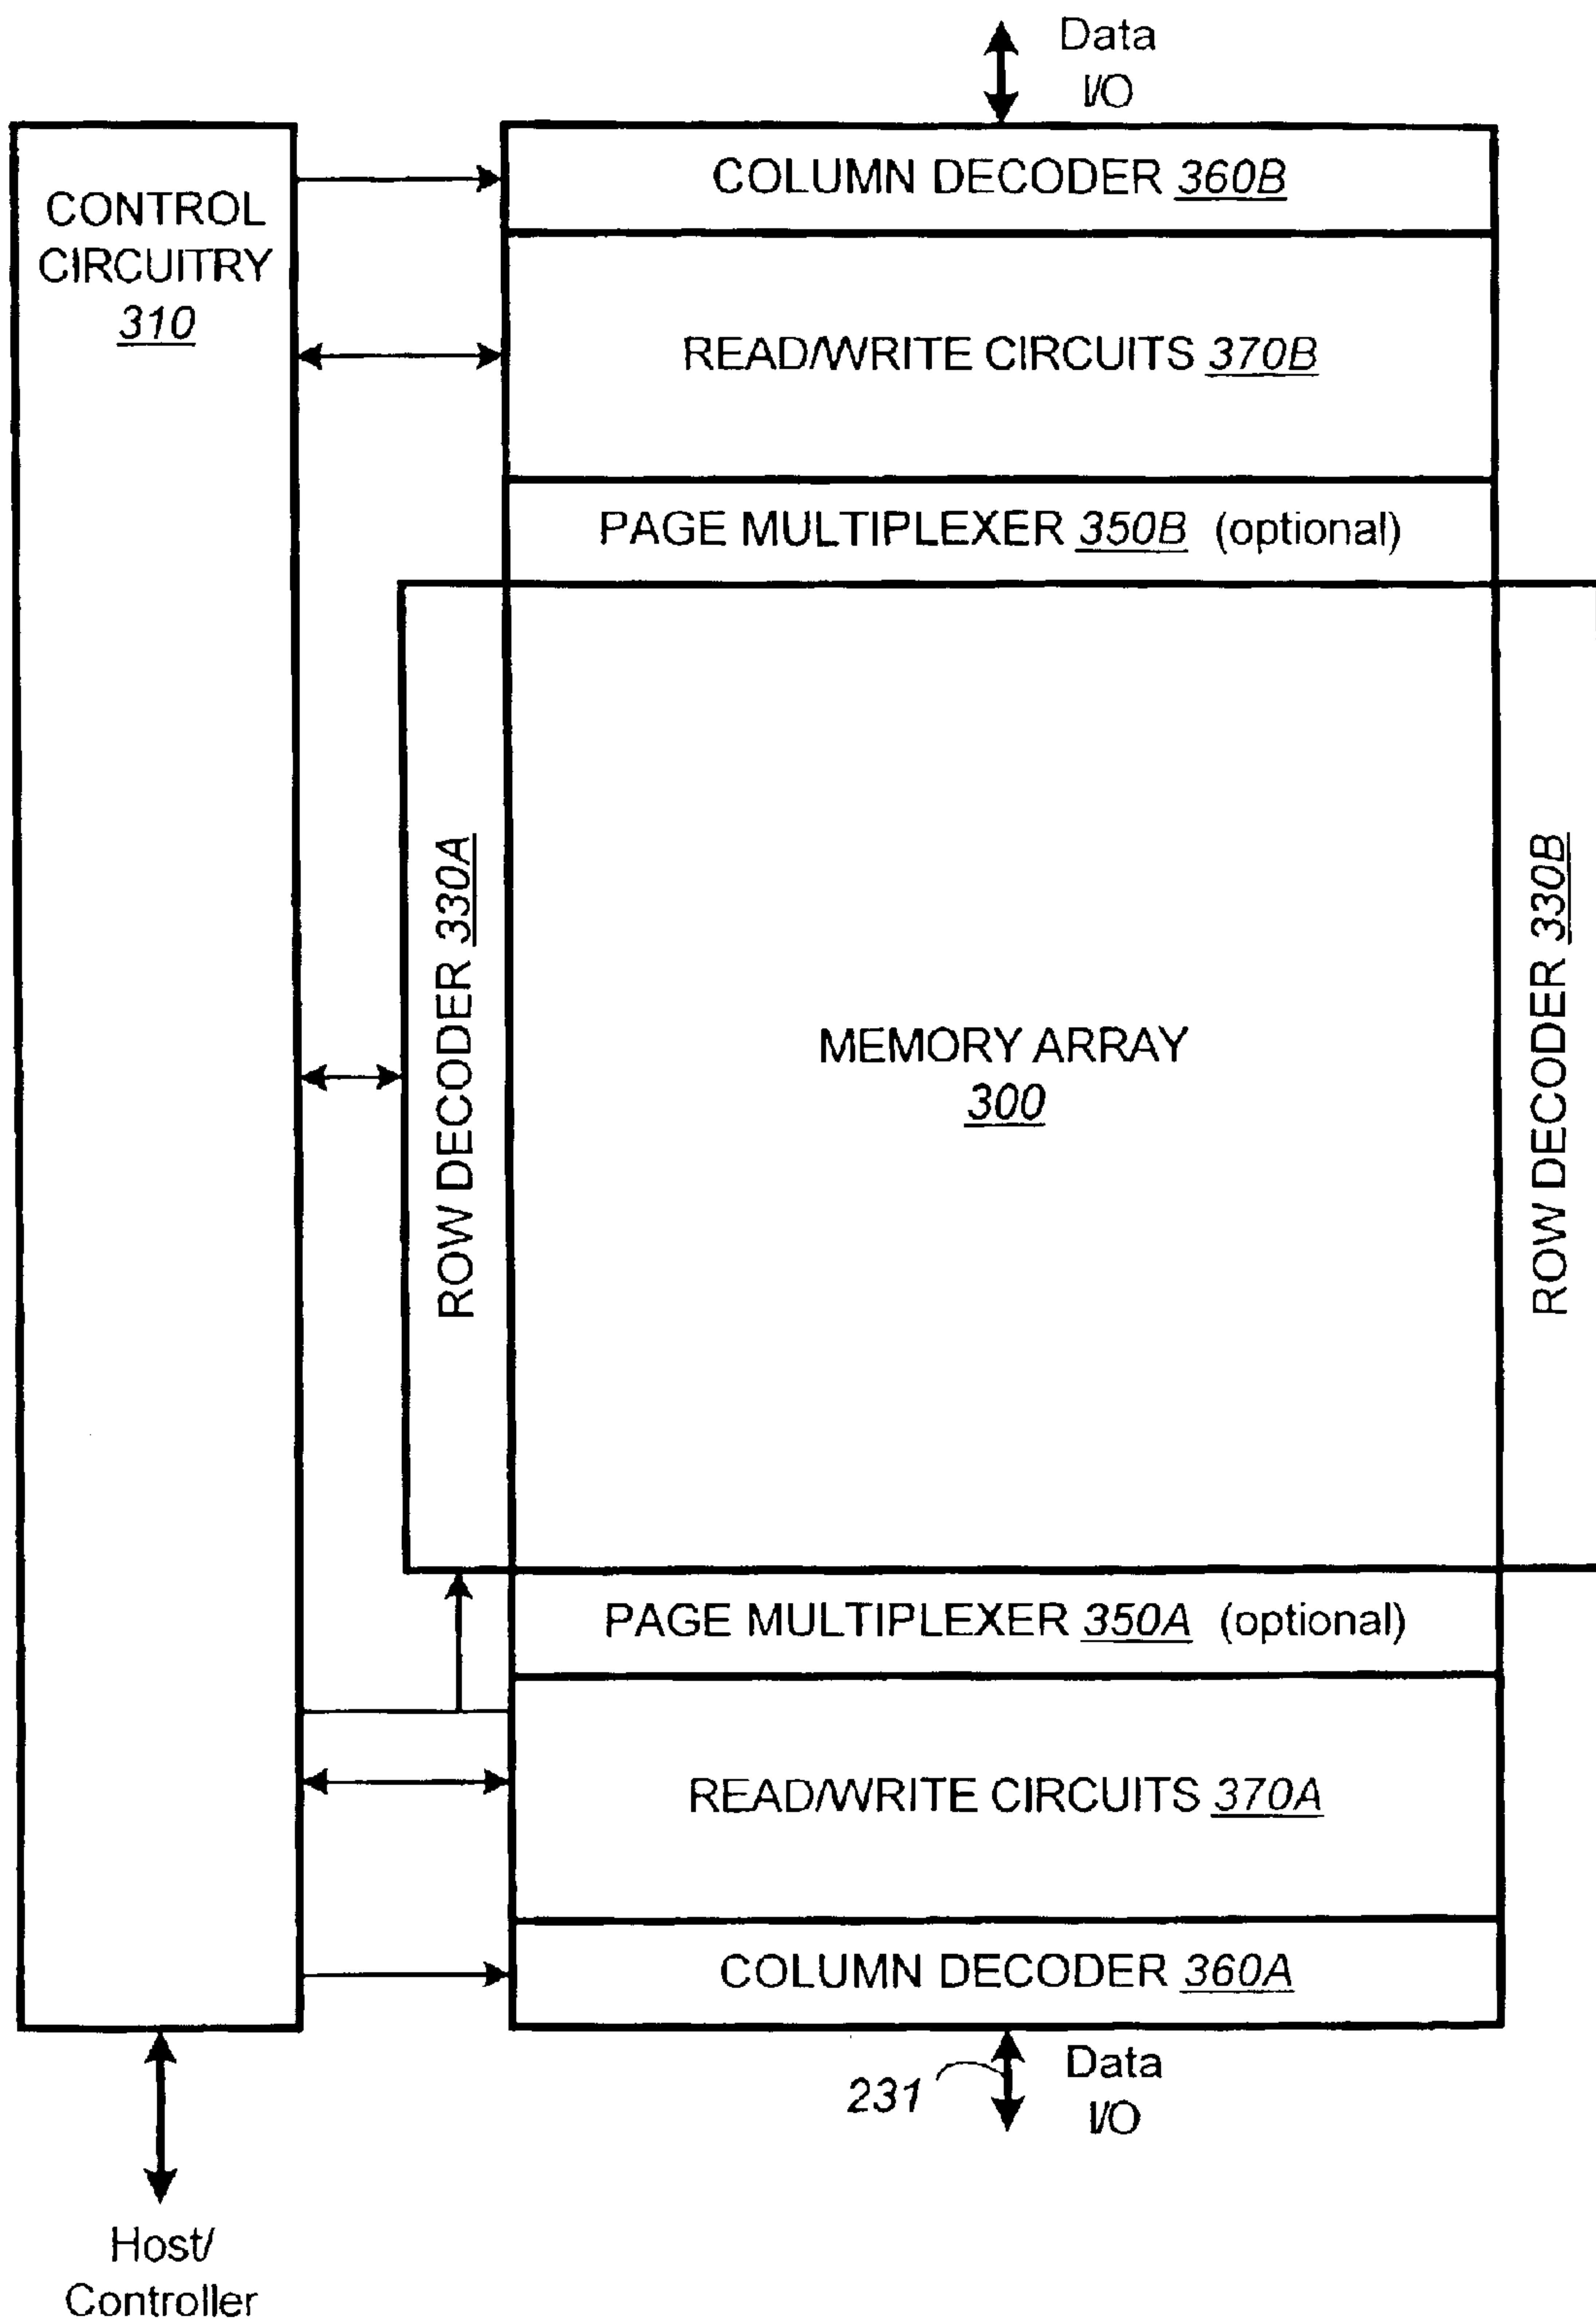 Data
I/O
CONTROL
CIRCUITRY
310
COLUMN DECODER 360B
READ/WRITE CIRCUITS 370B
PAGE MULTIPLEXER 350B (optional)
ROW DECODER 330A
MEMORY ARRAY
300
ROW DECODER 330B
PAGE MULTIPLEXER 350A (optional)
READ/WRITE CIRCUITS 370A
COLUMN DECODER 360A
231
Data
I/O
Host/
Controller